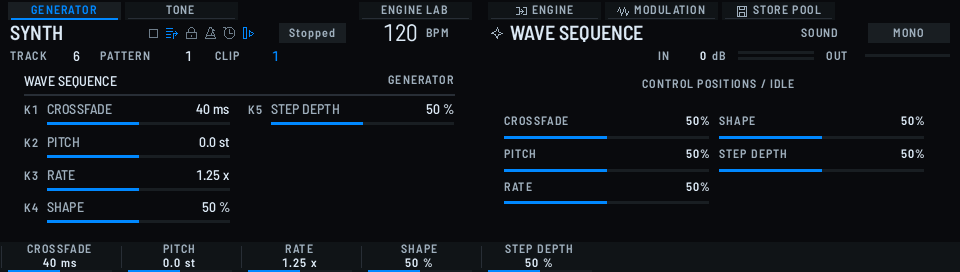 GENERATOR TONE ENGINE LAB ENGINE MODULATION STORE POOL
SYNTH Stopped 120 BPM WAVE SEQUENCE SOUND MONO
TRACK 6 PATTERN 1 CLIP 1 IN 0 dB OUT
WAVE SEQUENCE GENERATOR
CONTROL POSITIONS / IDLE
K1 CROSSFADE 40 ms K5 STEP DEPTH 50 %
CROSSFADE 50% SHAPE 50%
K2 PITCH 0.0 st
PITCH 50% STEP DEPTH 50%
K3 RATE 1.25 x
RATE 50%
K4 SHAPE 50 %
CROSSFADE PITCH RATE SHAPE STEP DEPTH
40 ms 0.0 st 1.25 x 50 % 50 %